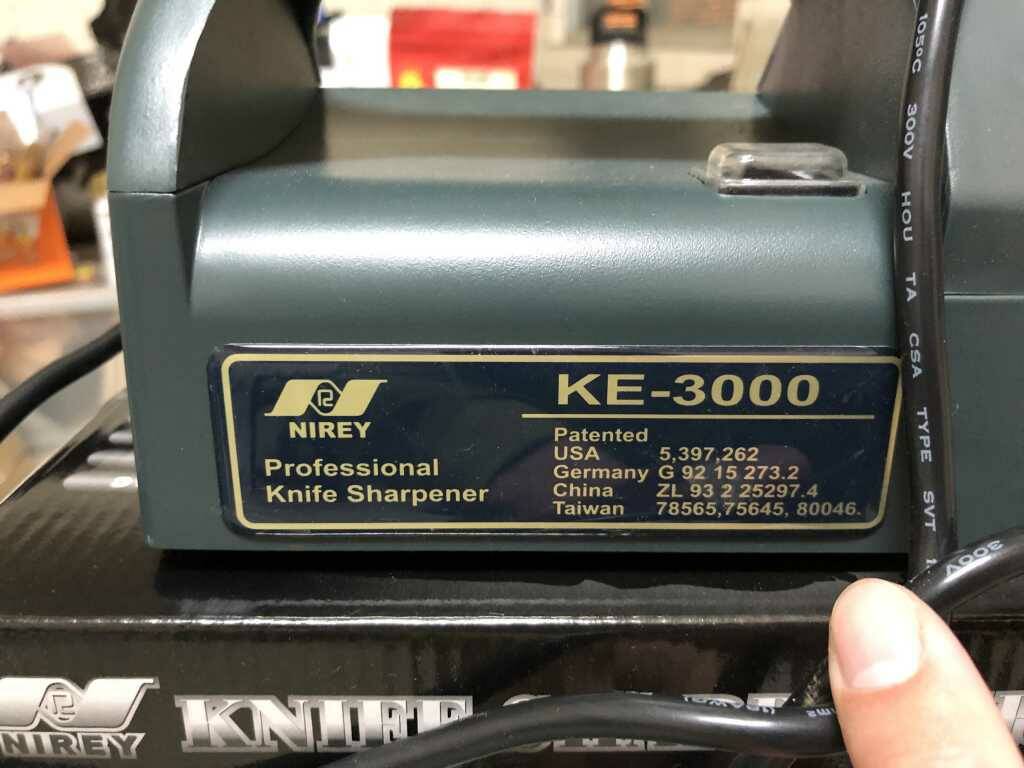 NIREY
Professional
Knife Sharpener
KE-3000
Patented
USA 5,397,262
Germany G 92 15 273.2
China ZL 93 2 25297.4
Taiwan 78565,75645, 80046.
105ºC 300V HOU TA CSA TYPE SVT
300V
NIREY
KNIFE